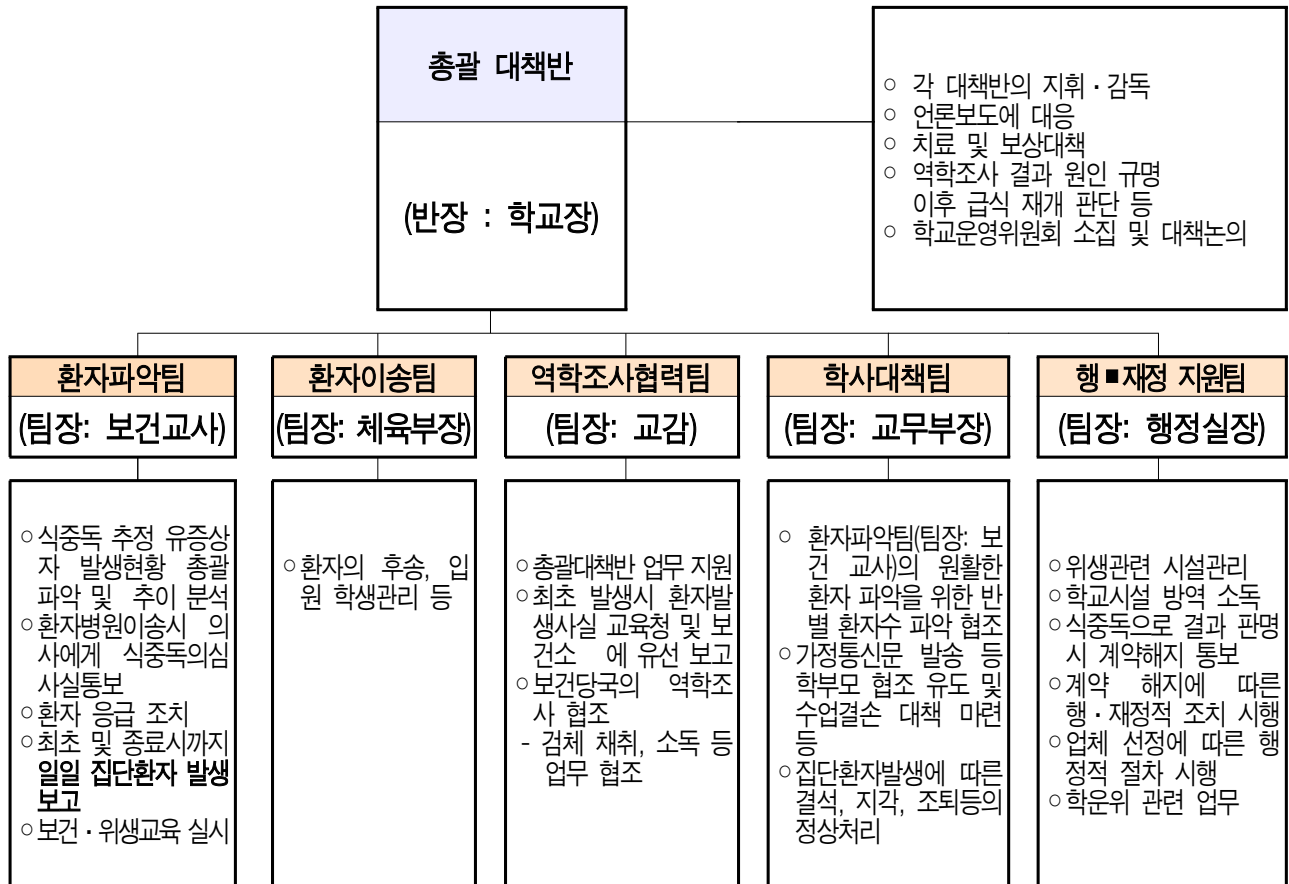 총괄 대책반
(반장 : 학교장)
○ 각 대책반의 지휘·감독
○ 언론보도에 대응
○ 치료 및 보상대책
○ 역학조사 결과 원인 규명
이후 급식 재개 판단 등
○ 학교운영위원회 소집 및 대책논의
환자파악팀
(팀장: 보건교사)
○식중독 추정 유증상
자 발생현황 총괄
파악 및 추이 분석
○환자병원이송시 의
사에게 식중독의심
사실통보
○환자 응급 조치
○최초 및 종료시까지
일일 집단환자 발생
보고
○보건·위생교육 실시
환자이송팀
(팀장: 체육부장)
○환자의 후송, 입
원 학생관리 등
역학조사협력팀
(팀장: 교감)
○총괄대책반 업무 지원
○최초 발생시 환자발
생사실 교육청 및 보
건소 에 유선 보고
○보건당국의 역학조
사 협조
- 검체 채취, 소독 등
업무 협조
학사대책팀
(팀장: 교무부장)
○ 환자파악팀(팀장: 보
건 교사)의 원활한
환자 파악을 위한 반
별 환자수 파악 협조
○가정통신문 발송 등
학부모 협조 유도 및
수업결손 대책 마련
등
○집단환자발생에 따른
결석, 지각, 조퇴등의
정상처리
행■재정 지원팀
(팀장: 행정실장)
○위생관련 시설관리
○학교시설 방역 소독
○식중독으로 결과 판명
시 계약해지 통보
○계약 해지에 따른
행·재정적 조치 시행
○업체 선정에 따른 행
정적 절차 시행
○학운위 관련 업무